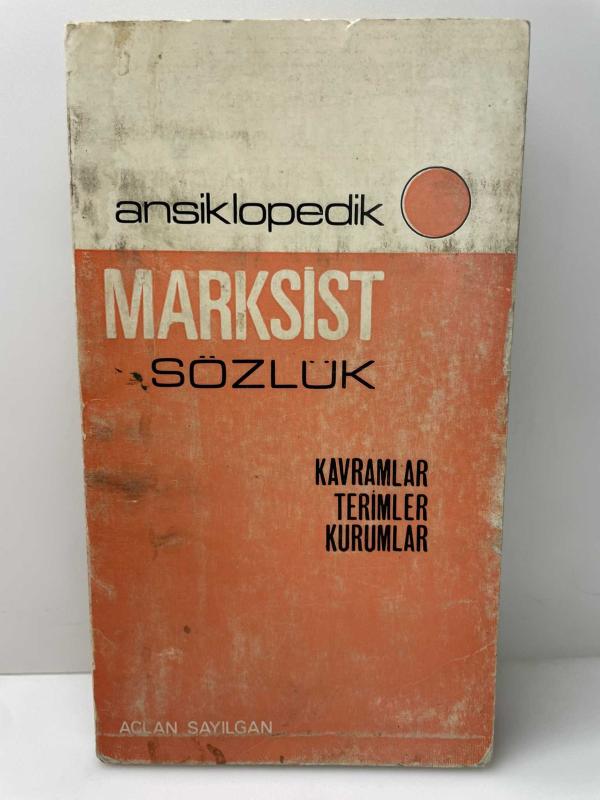 ansiklopedik
MARKSİST
SÖZLÜK
KAVRAMLAR
TERİMLER
KURUMLAR
ACLAN SAYILGAN